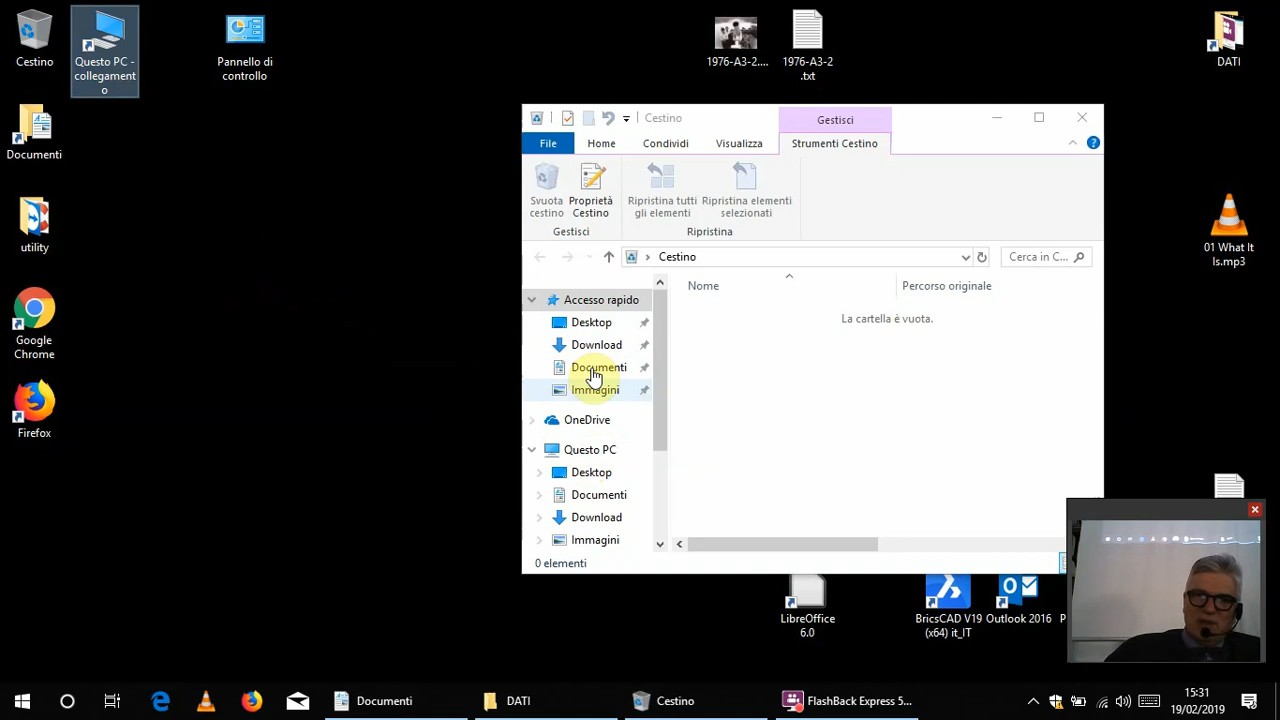 Cestino
Questo PC -
collegament
o
Pannello di
controllo
1976-A3-2....
1976-A3-2
.txt
DATI
Documenti
utility
Google
Chrome
Firefox
01 What It
Is.mp3
Cestino
Gestisci
File
Home
Condividi
Visualizza
Strumenti Cestino
Svuota
cestino
Proprietà
Cestino
Ripristina tutti
gli elementi
Ripristina elementi
selezionati
Gestisci
Ripristina
Cestino
Cerca in C...
Accesso rapido
Desktop
Download
Documenti
Immagini
OneDrive
Questo PC
Desktop
Documenti
Download
Immagini
Nome
Percorso originale
La cartella è vuota.
0 elementi
LibreOffice
6.0
BricsCAD V19
(x64) it_IT
Outlook 2016
P
Documenti
DATI
Cestino
FlashBack Express 5...
15:31
19/02/2019